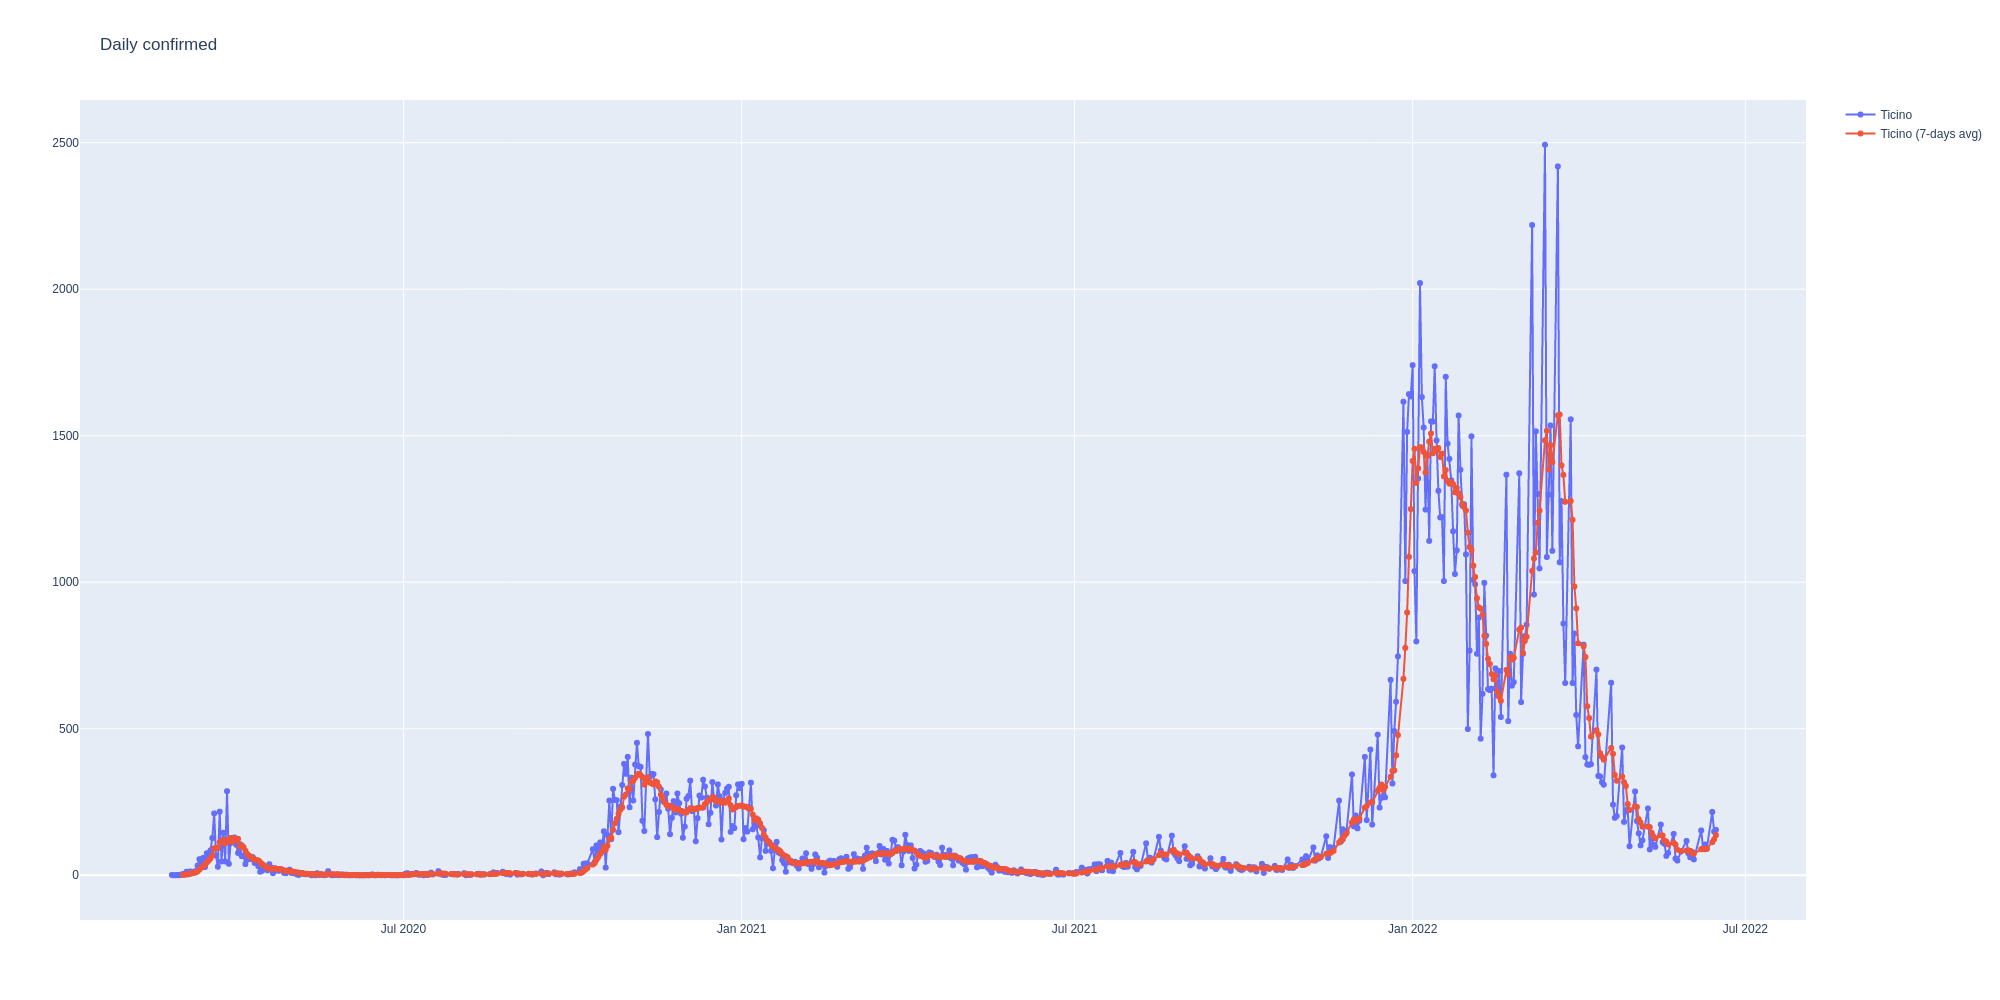 Daily confirmed
Ticino
Ticino (7-days avg)
2500
2000
1500
1000
500
0
Jul 2020
Jan 2021
Jul 2021
Jan 2022
Jul 2022